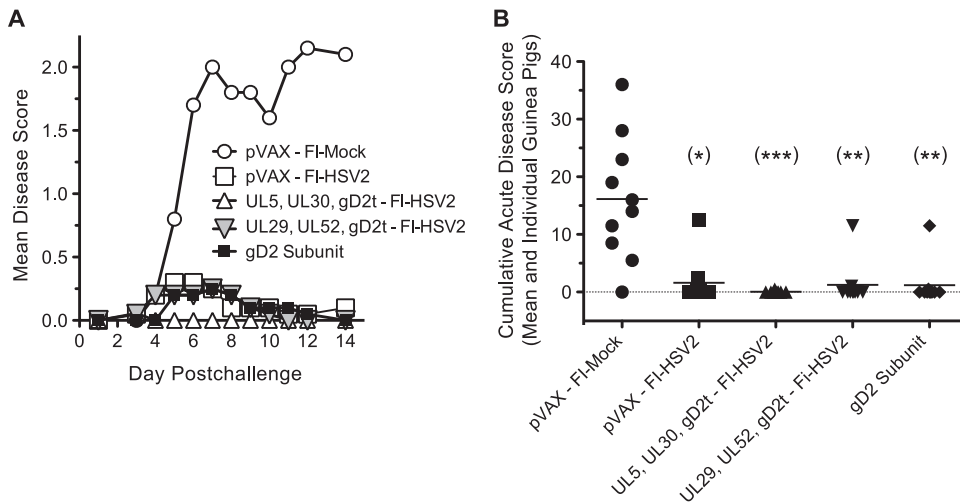 A
Mean Disease Score
2.0
1.5
1.0
0.5
0.25
0.0
0 2 4 6 8 10 12 14
Day Postchallenge
pVAX - FI-Mock
pVAX - FI-HSV2
UL5, UL30, gD2t - FI-HSV2
UL29, UL52, gD2t - FI-HSV2
gD2 Subunit
B
Cumulative Acute Disease Score
(Mean and Individual Guinea Pigs)
40
30
20
10
0
(*) (***) (**) (**)
pVAX - FI-Mock
pVAX - FI-HSV2
UL5, UL30, gD2t - FI-HSV2
UL29, UL52, gD2t - Fi-HSV2
gD2 Subunit